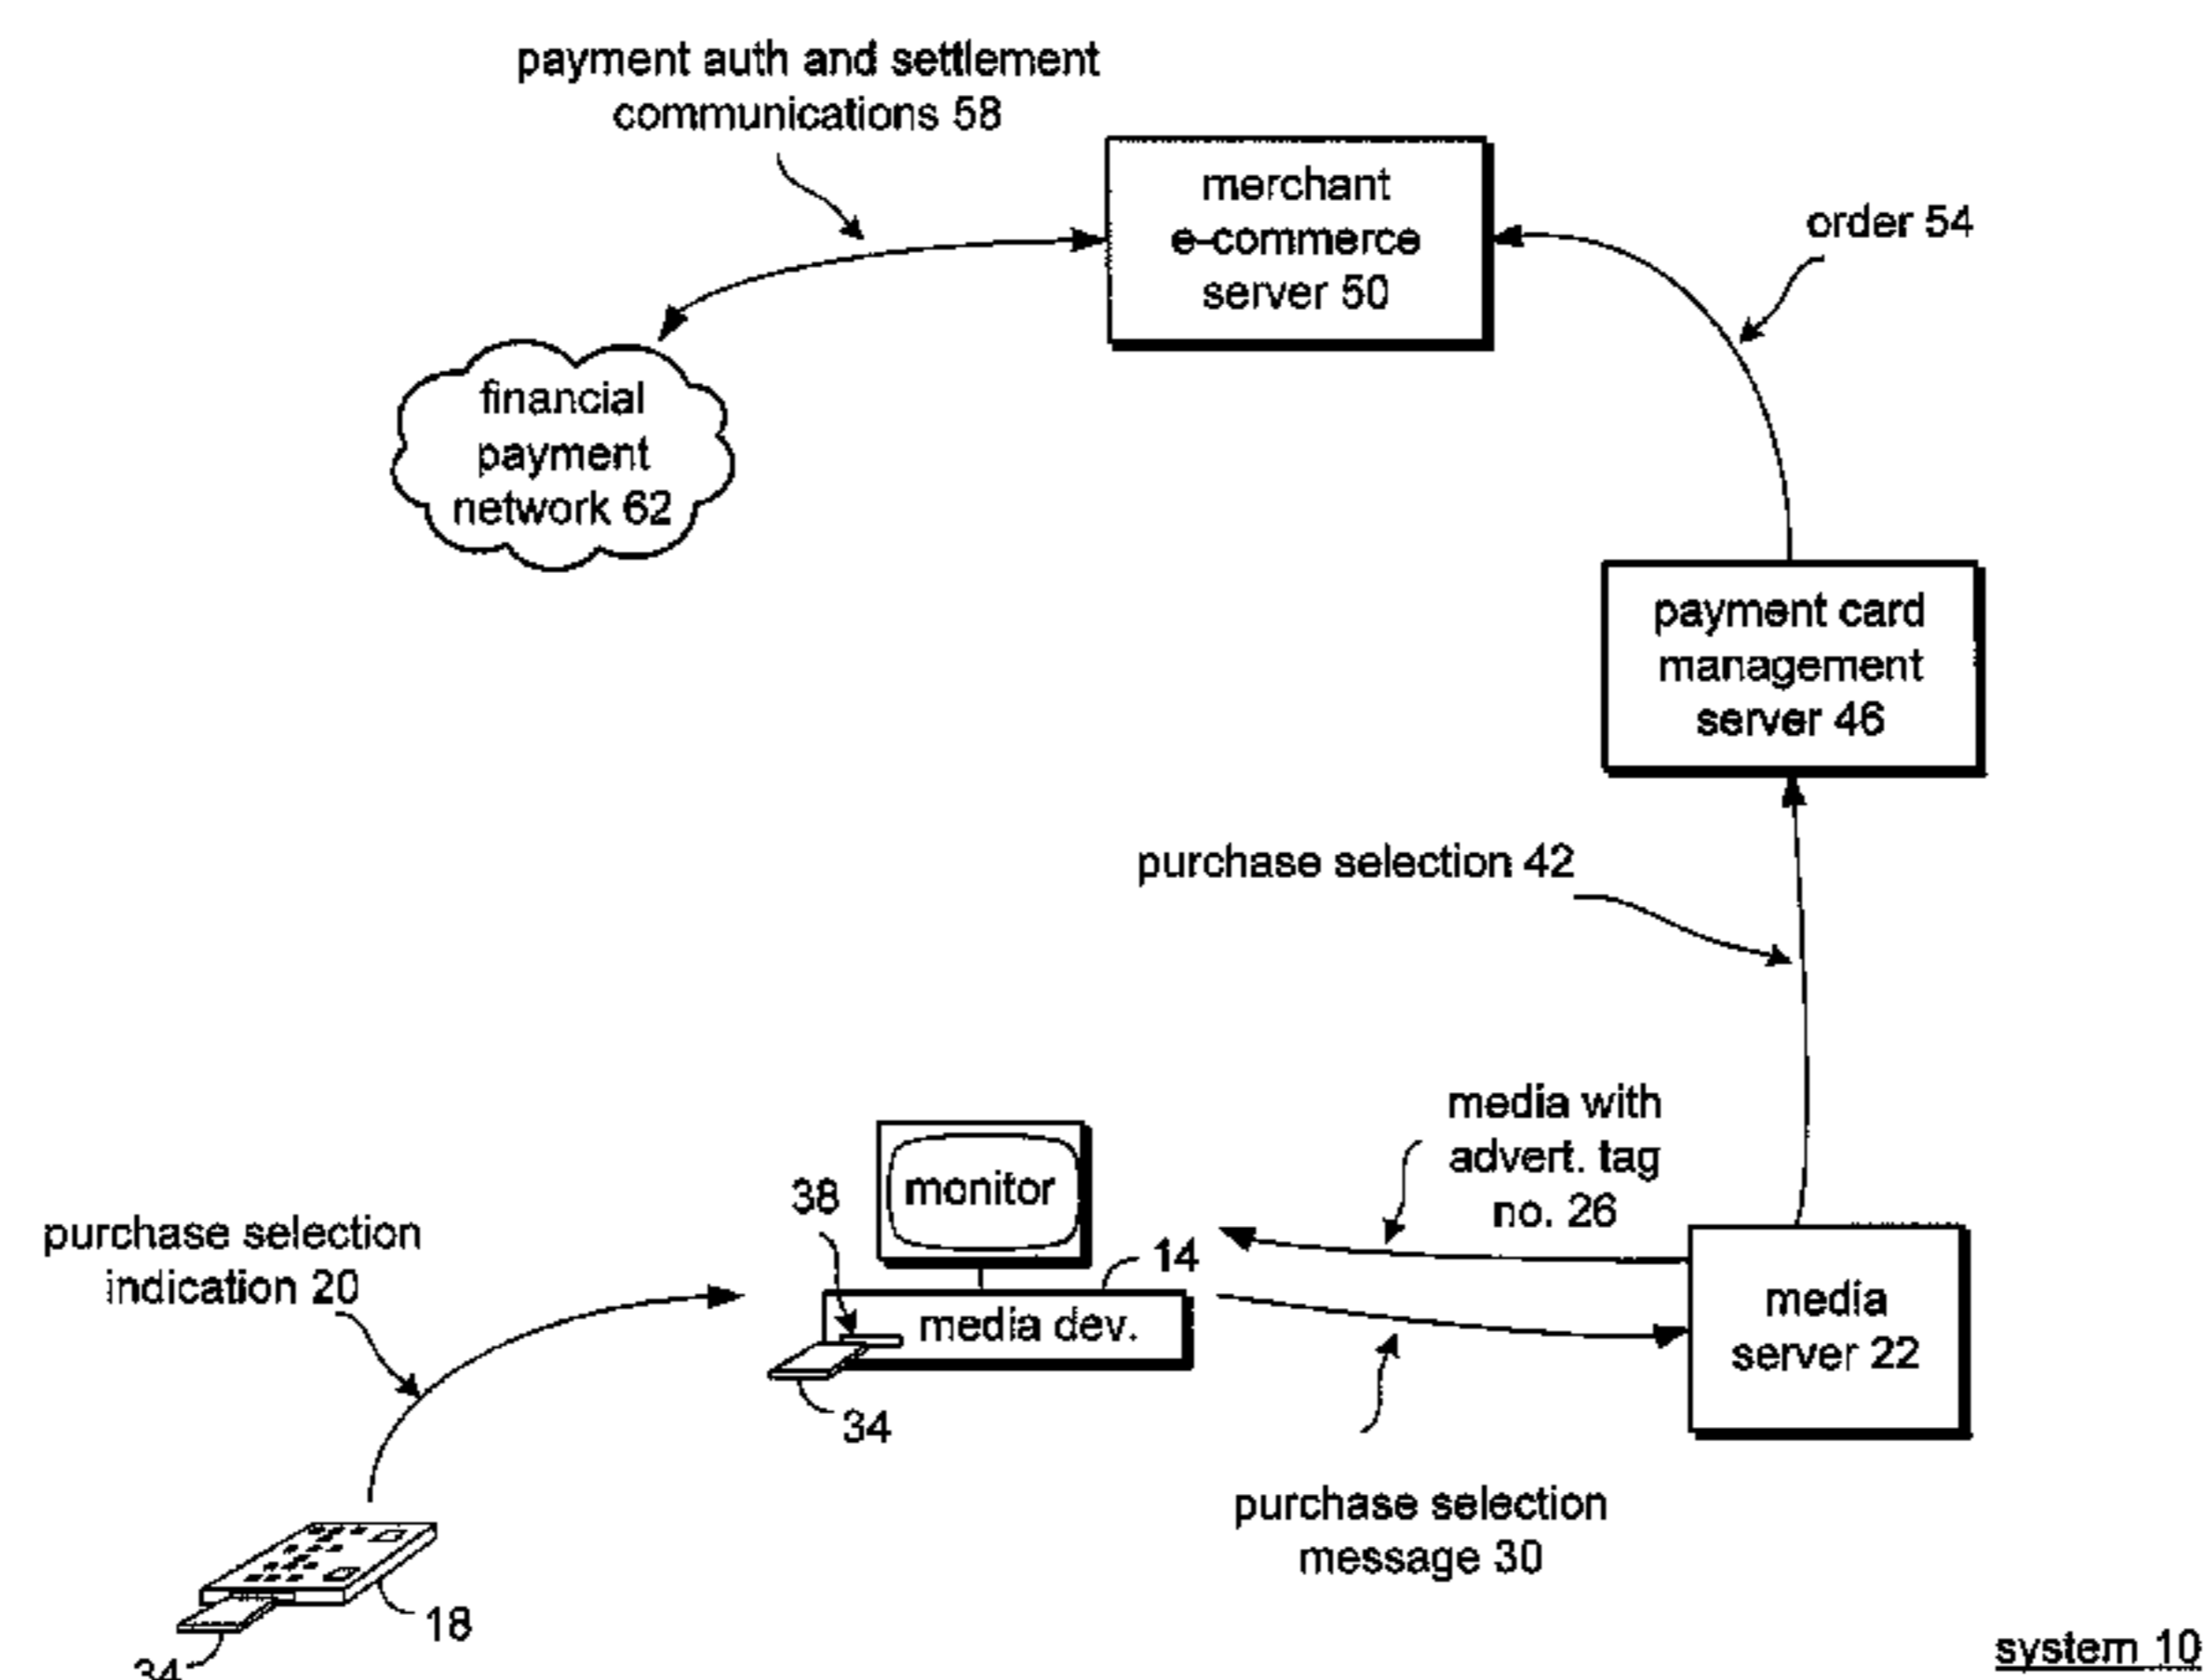 payment auth and settlement
communications 58
merchant
e-commerce
server 50
order 54
financial
payment
network 62
payment card
management
server 46
purchase selection 42
media with
advert. tag
no. 26
monitor
38
14
purchase selection
indication 20
media dev.
media
server 22
34
purchase selection
message 30
18
34
system 10